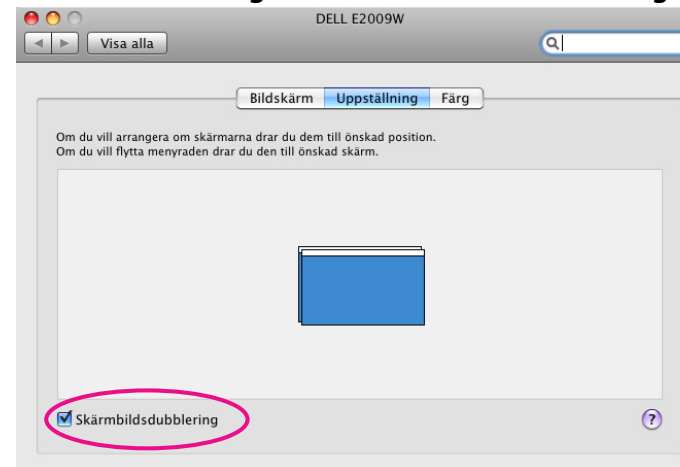 DELL E2009W
Visa alla
Bildskärm Uppställning Färg
Om du vill arrangera om skärmarna drar du dem till önskad position.
Om du vill flytta menyraden drar du den till önskad skärm.
Skärmbildsdubblering
?